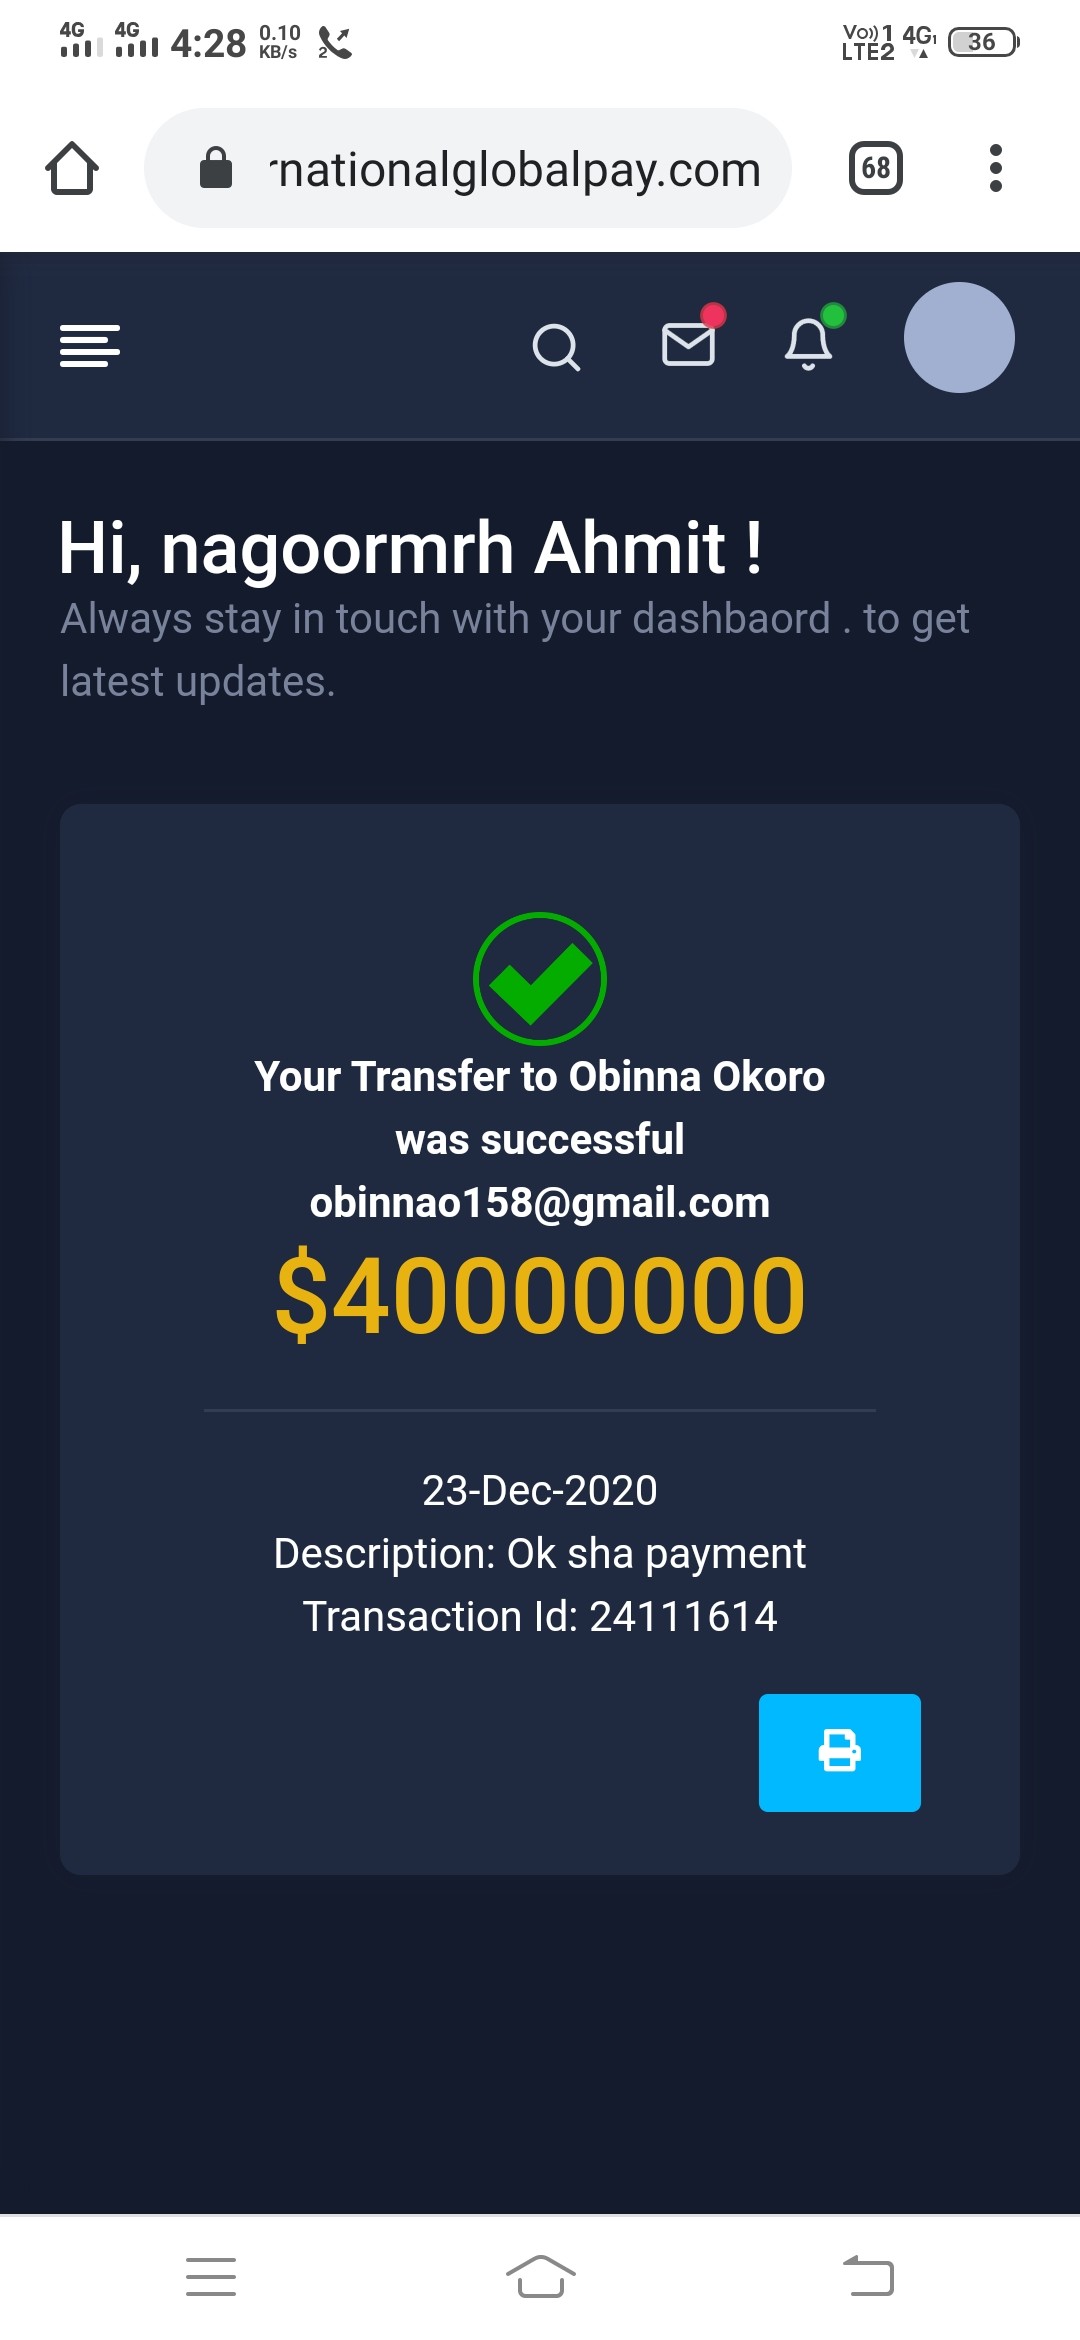 4G 4G 4:28 0.10 KB/s 2 Vo)) 1 LTE2 4G1 36
rnationalglobalpay.com 68
Hi, nagoormrh Ahmit !
Always stay in touch with your dashbaord . to get
latest updates.
Your Transfer to Obinna Okoro
was successful
obinnao158@gmail.com
$40000000
23-Dec-2020
Description: Ok sha payment
Transaction Id: 24111614